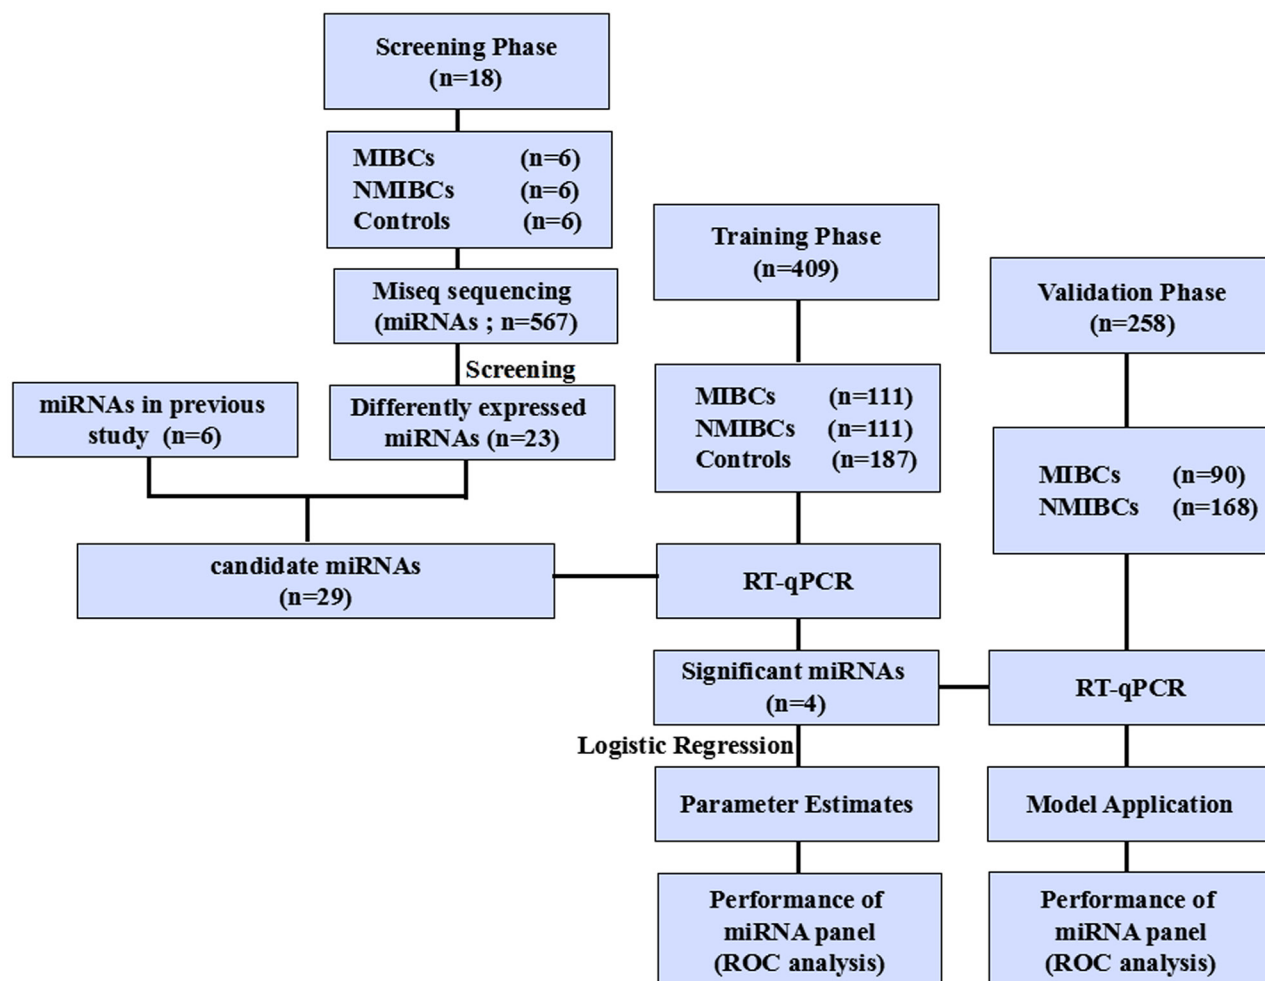 Screening Phase
(n=18)
MIBCs (n=6)
NMIBCs (n=6)
Controls (n=6)
Miseq sequencing
(miRNAs ; n=567)
Screening
miRNAs in previous
study (n=6)
Differently expressed
miRNAs (n=23)
candidate miRNAs
(n=29)
Training Phase
(n=409)
MIBCs (n=111)
NMIBCs (n=111)
Controls (n=187)
RT-qPCR
Significant miRNAs
(n=4)
Logistic Regression
Parameter Estimates
Performance of
miRNA panel
(ROC analysis)
Validation Phase
(n=258)
MIBCs (n=90)
NMIBCs (n=168)
RT-qPCR
Model Application
Performance of
miRNA panel
(ROC analysis)